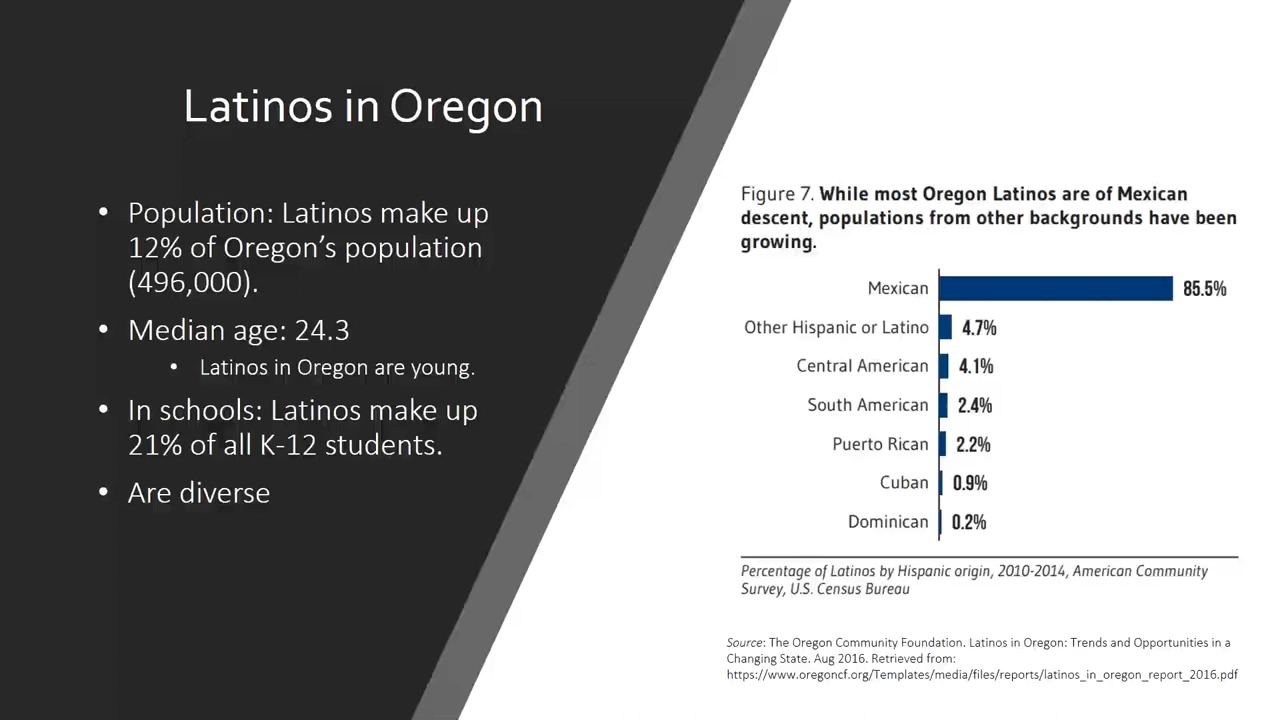 Latinos in Oregon
• Population: Latinos make up
12% of Oregon's population
(496,000).
• Median age: 24.3
• Latinos in Oregon are young.
• In schools: Latinos make up
21% of all K-12 students.
• Are diverse
Figure 7. While most Oregon Latinos are of Mexican
descent, populations from other backgrounds have been
growing.
Mexican 85.5%
Other Hispanic or Latino 4.7%
Central American 4.1%
South American 2.4%
Puerto Rican 2.2%
Cuban 0.9%
Dominican 0.2%
Percentage of Latinos by Hispanic origin, 2010-2014, American Community
Survey, U.S. Census Bureau
Source: The Oregon Community Foundation. Latinos in Oregon: Trends and Opportunities in a
Changing State. Aug 2016. Retrieved from:
https://www.oregoncf.org/Templates/media/files/reports/latinos_in_oregon_report_2016.pdf